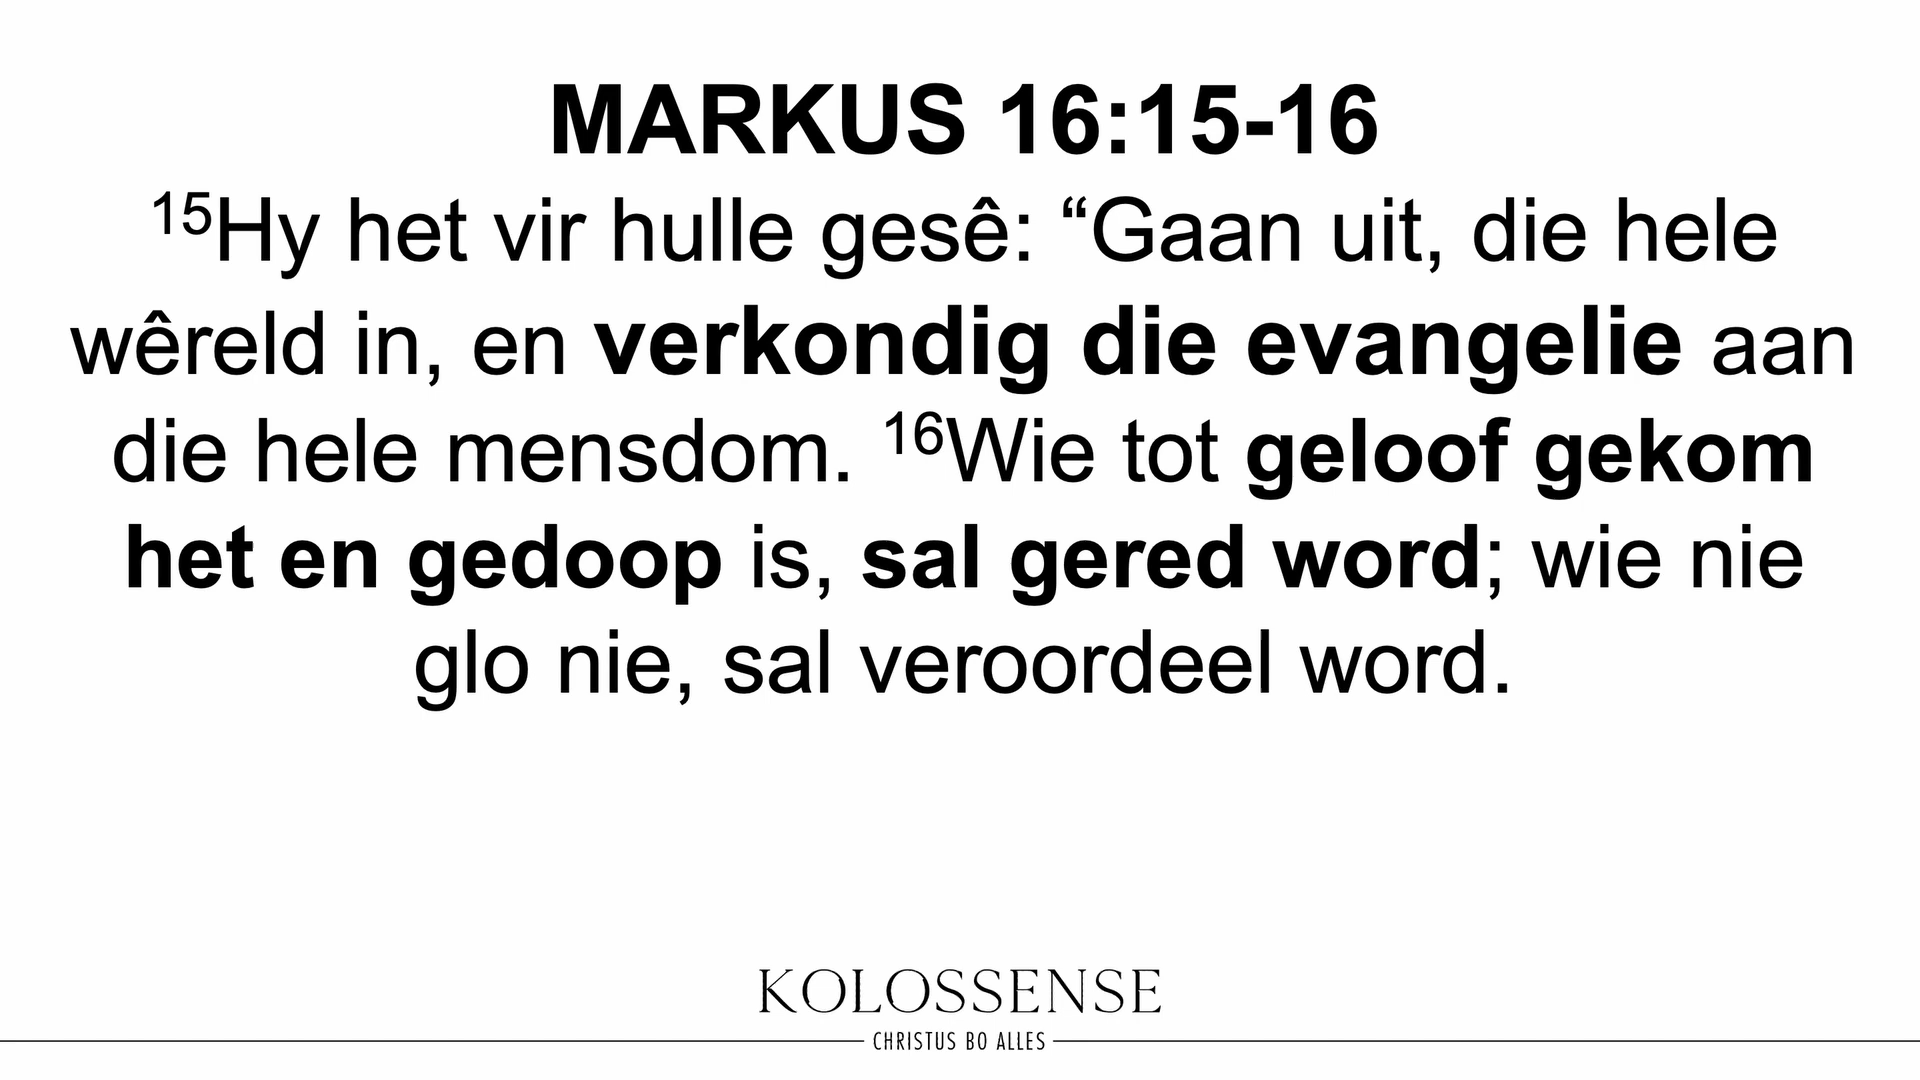 MARKUS 16:15-16
¹⁵Hy het vir hulle gesê: “Gaan uit, die hele
wêreld in, en verkondig die evangelie aan
die hele mensdom. ¹⁶Wie tot geloof gekom
het en gedoop is, sal gered word; wie nie
glo nie, sal veroordeel word.
KOLOSSENSE
CHRISTUS BO ALLES